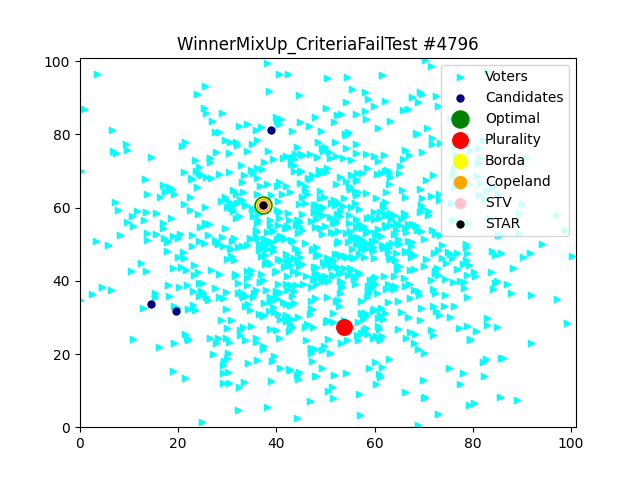 WinnerMixUp_CriteriaFailTest #4796
100
80
60
40
20
0
0 20 40 60 80 100
Voters
Candidates
Optimal
Plurality
Borda
Copeland
STV
STAR